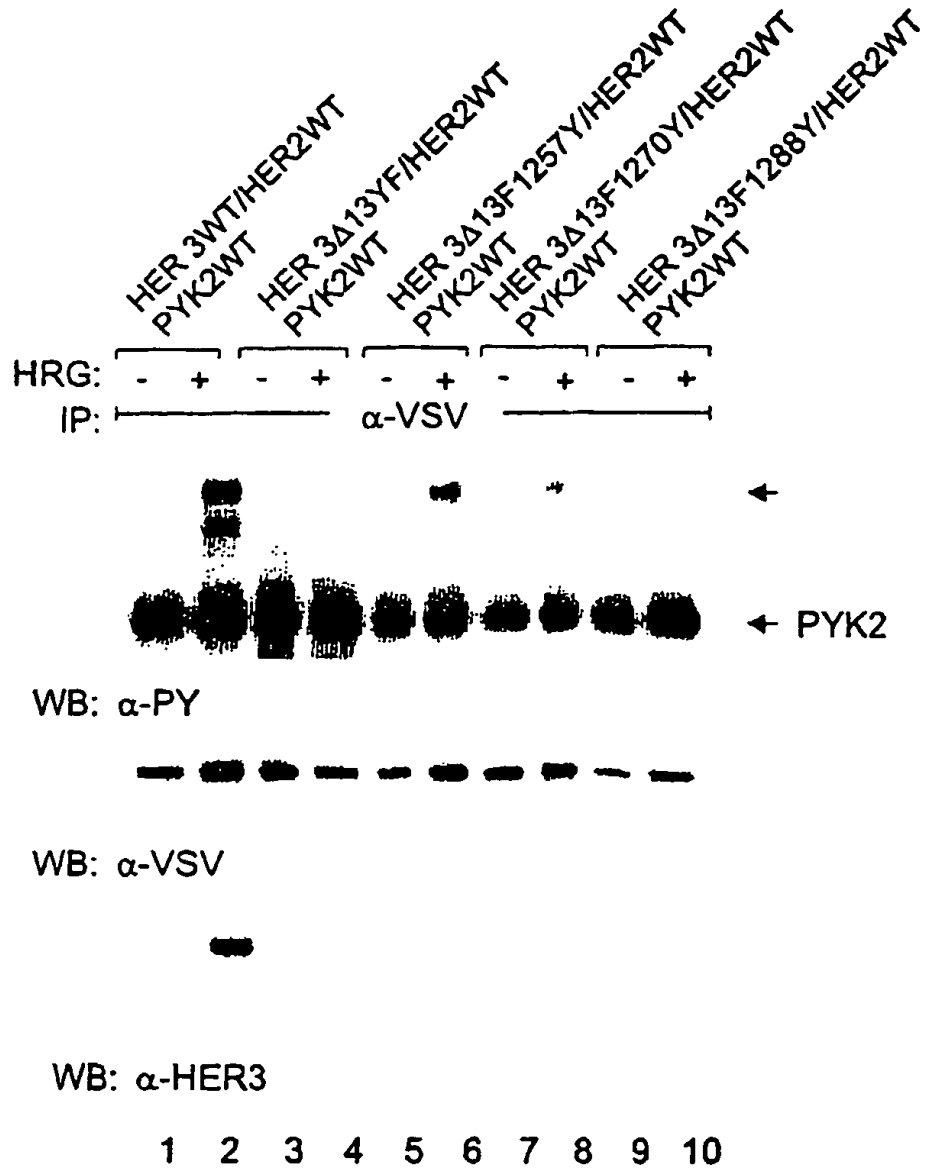 HER 3WT/HER2WT
PYK2WT
HER 3Δ13YF/HER2WT
PYK2WT
HER 3Δ13F1257Y/HER2WT
PYK2WT
HER 3Δ13F1270Y/HER2WT
PYK2WT
HER 3Δ13F1288Y/HER2WT
PYK2WT
HRG: - + - + - + - + - +
IP: α-VSV
PYK2
WB: α-PY
WB: α-VSV
WB: α-HER3
1 2 3 4 5 6 7 8 9 10